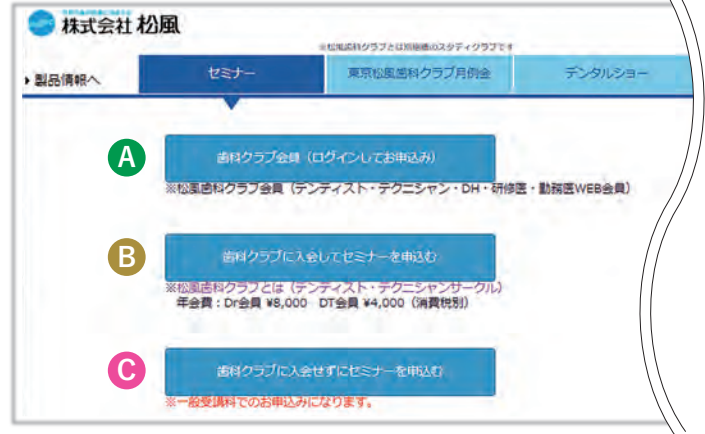 株式会社 松風
※松風歯科クラブとは別組織のスタディクラブです
製品情報へ
セミナー
東京松風歯科クラブ月例会
デンタルショー
A
歯科クラブ会員（ログインしてお申込み）
※松風歯科クラブ会員（デンティスト・テクニシャン・DH・研修医・勤務医WEB会員）
B
歯科クラブに入会してセミナーを申込む
※松風歯科クラブとは（デンティスト・テクニシャンサークル）
年会費：Dr会員 ¥8,000 DT会員 ¥4,000（消費税別）
C
歯科クラブに入会せずにセミナーを申込む
※一般受講料でのお申込みになります。